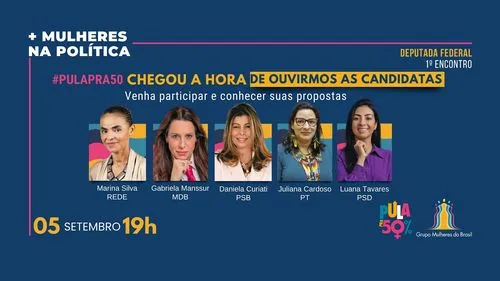 + MULHERES
NA POLÍTICA
DEPUTADA FEDERAL
1º ENCONTRO
#PULAPRA50 CHEGOU A HORA DE OUVIRMOS AS CANDIDATAS
Venha participar e conhecer suas propostas
Marina Silva
REDE
Gabriela Manssur
MDB
Daniela Curiati
PSB
Juliana Cardoso
PT
Luana Tavares
PSD
05 SETEMBRO 19h
PULA
50%
Grupo Mulheres do Brasil